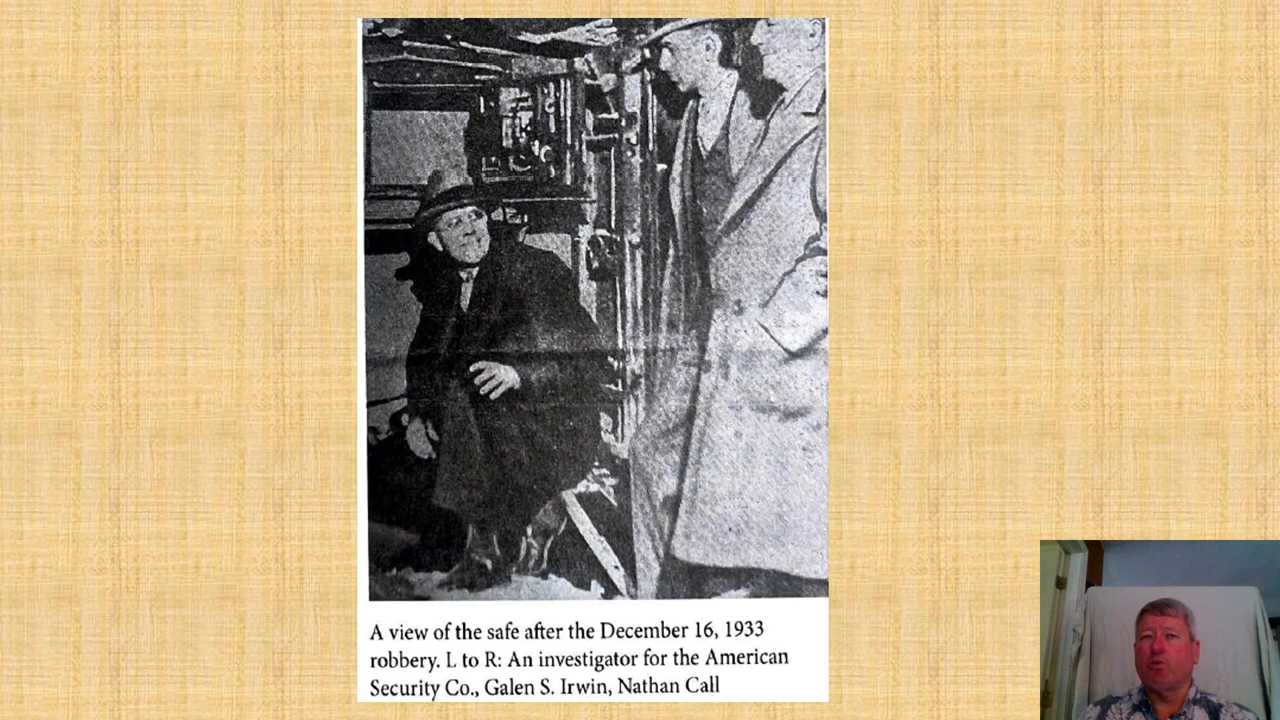 A view of the safe after the December 16, 1933
robbery. L to R: An investigator for the American
Security Co., Galen S. Irwin, Nathan Call